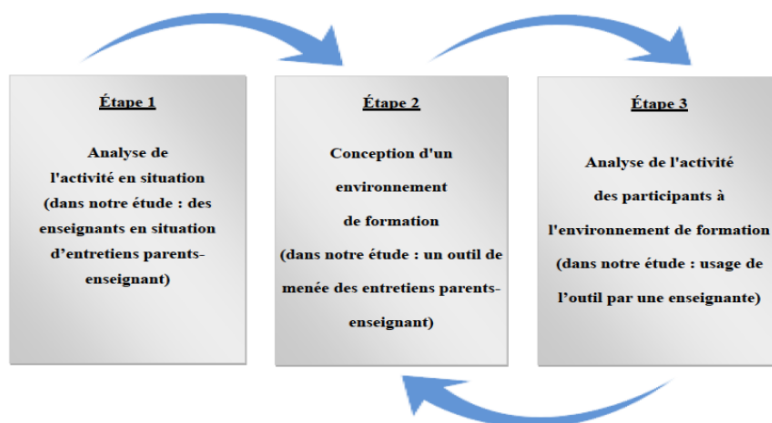 Étape 1
Analyse de
l'activité en situation
(dans notre étude : des
enseignants en situation
d'entretiens parents-
enseignant)
Étape 2
Conception d'un
environnement
de formation
(dans notre étude : un outil de
menée des entretiens parents-
enseignant)
Étape 3
Analyse de l'activité
des participants à
l'environnement de formation
(dans notre étude : usage de
l'outil par une enseignante)